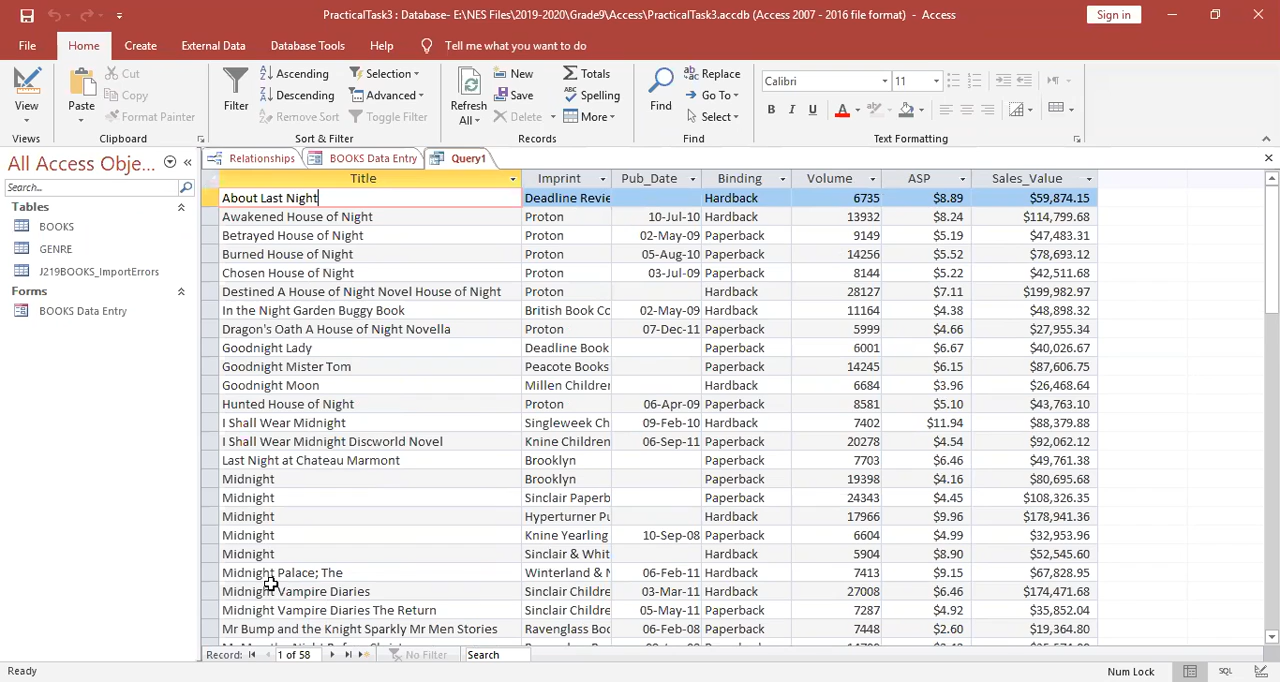 PracticalTask3 : Database- E:\NES Files\2019-2020\Grade9\Access\PracticalTask3.accdb (Access 2007 - 2016 file format) - Access Sign in
File Home Create External Data Database Tools Help Tell me what you want to do
View Paste Cut Copy Format Painter Filter Ascending Descending Remove Sort Selection Advanced Toggle Filter Refresh All New Save Delete Totals Spelling More Find Replace Go To Select Calibri 11 B I U A
Views Clipboard Sort & Filter Records Find Text Formatting
All Access Obje... Relationships BOOKS Data Entry Query1
Search... Title Imprint Pub_Date Binding Volume ASP Sales_Value
Tables
BOOKS
GENRE
J219BOOKS_ImportErrors
Forms
BOOKS Data Entry
About Last Night Deadline Revie Hardback 6735 $8.89 $59,874.15
Awakened House of Night Proton 10-Jul-10 Hardback 13932 $8.24 $114,799.68
Betrayed House of Night Proton 02-May-09 Paperback 9149 $5.19 $47,483.31
Burned House of Night Proton 05-Aug-10 Paperback 14256 $5.52 $78,693.12
Chosen House of Night Proton 03-Jul-09 Paperback 8144 $5.22 $42,511.68
Destined A House of Night Novel House of Night Proton Hardback 28127 $7.11 $199,982.97
In the Night Garden Buggy Book British Book Co 02-May-09 Hardback 11164 $4.38 $48,898.32
Dragon's Oath A House of Night Novella Proton 07-Dec-11 Paperback 5999 $4.66 $27,955.34
Goodnight Lady Deadline Book Paperback 6001 $6.67 $40,026.67
Goodnight Mister Tom Peacote Books Paperback 14245 $6.15 $87,606.75
Goodnight Moon Millen Children Hardback 6684 $3.96 $26,468.64
Hunted House of Night Proton 06-Apr-09 Paperback 8581 $5.10 $43,763.10
I Shall Wear Midnight Singleweek Ch 09-Feb-10 Hardback 7402 $11.94 $88,379.88
I Shall Wear Midnight Discworld Novel Knine Children 06-Sep-11 Paperback 20278 $4.54 $92,062.12
Last Night at Chateau Marmont Brooklyn Paperback 7703 $6.46 $49,761.38
Midnight Brooklyn Paperback 19398 $4.16 $80,695.68
Midnight Sinclair Paperb Paperback 24343 $4.45 $108,326.35
Midnight Hyperturner Pu Hardback 17966 $9.96 $178,941.36
Midnight Knine Yearling 10-Sep-08 Paperback 6604 $4.99 $32,953.96
Midnight Sinclair & Whit Hardback 5904 $8.90 $52,545.60
Midnight Palace; The Winterland & N 06-Feb-11 Hardback 7413 $9.15 $67,828.95
Midnight Vampire Diaries Sinclair Childre 03-Mar-11 Hardback 27008 $6.46 $174,471.68
Midnight Vampire Diaries The Return Sinclair Childre 05-May-11 Paperback 7287 $4.92 $35,852.04
Mr Bump and the Knight Sparkly Mr Men Stories Ravenglass Boo 06-Feb-08 Paperback 7448 $2.60 $19,364.80
Record: 1 of 58 No Filter Search
Ready Num Lock SQL